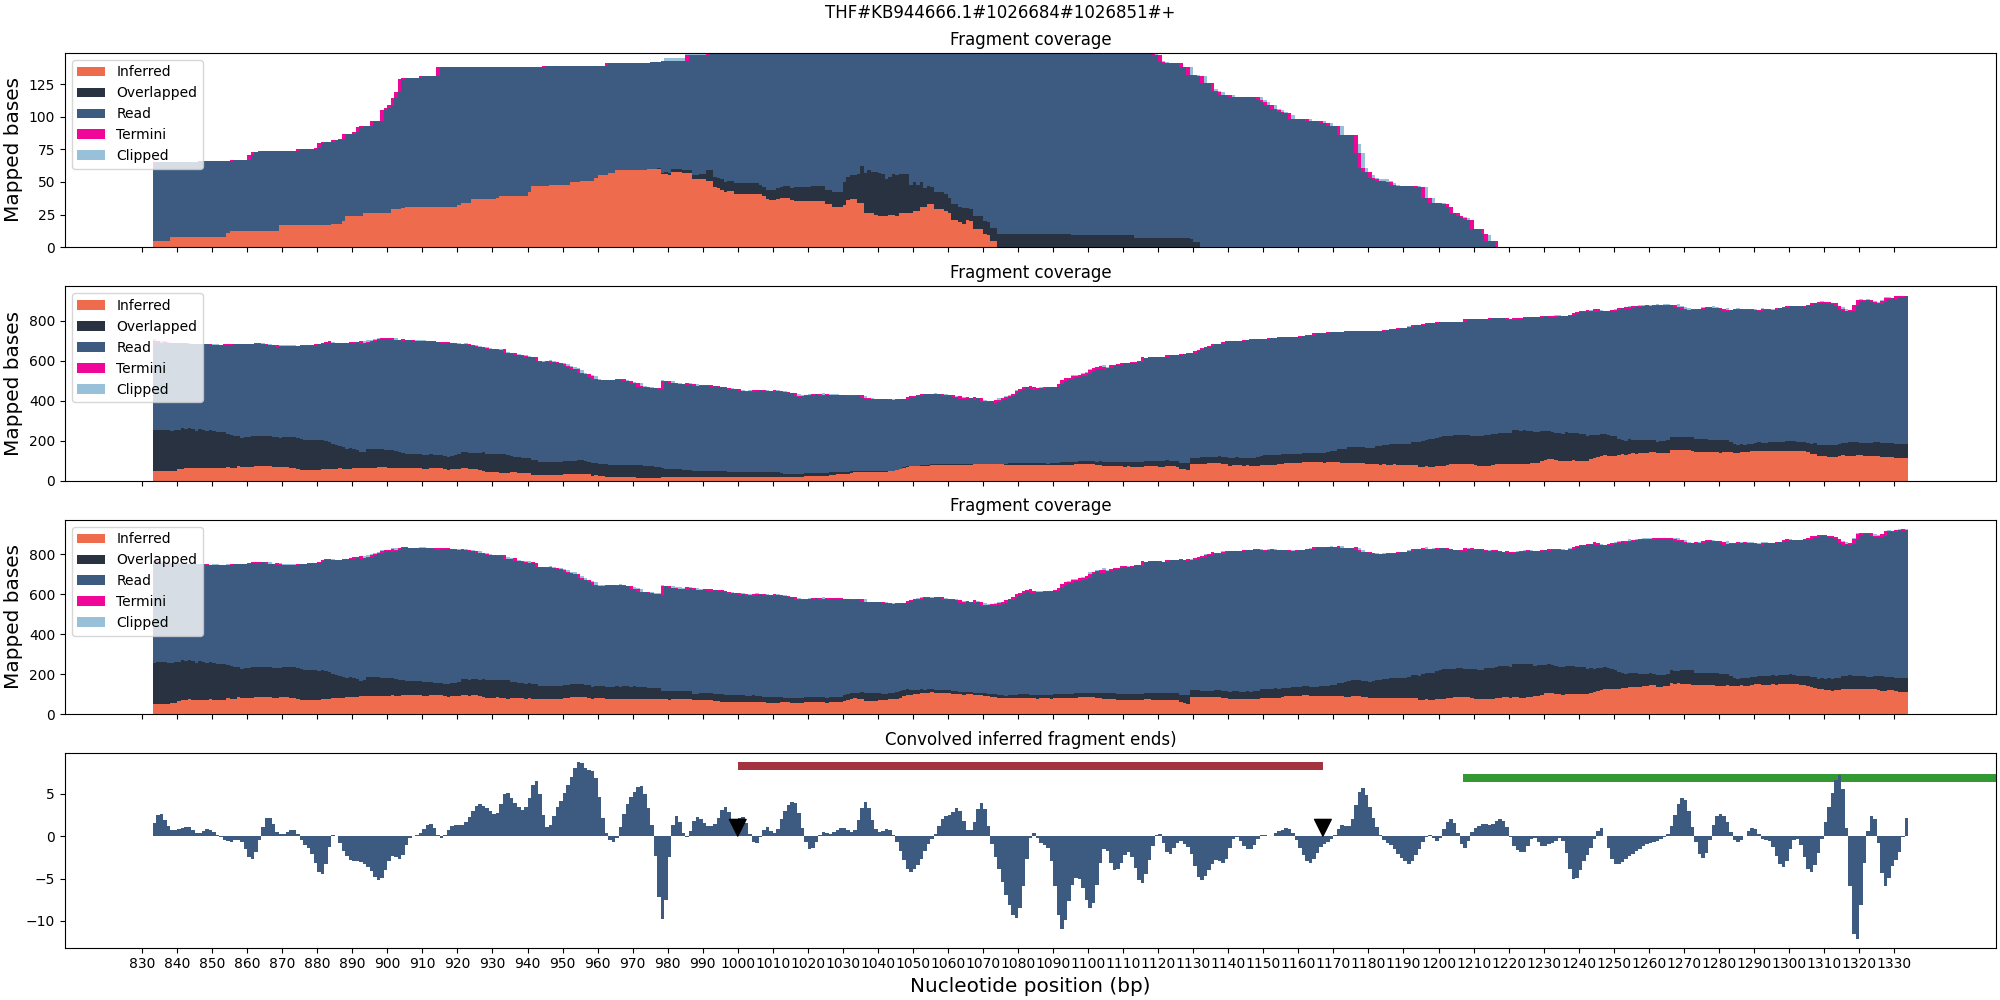 THF#KB944666.1#1026684#1026851#+
Fragment coverage
Mapped bases
125
100
75
50
25
0
Inferred
Overlapped
Read
Termini
Clipped
Fragment coverage
Mapped bases
800
600
400
200
0
Inferred
Overlapped
Read
Termini
Clipped
Fragment coverage
Mapped bases
800
600
400
200
0
Inferred
Overlapped
Read
Termini
Clipped
Convolved inferred fragment ends)
5
0
−5
−10
830 840 850 860 870 880 890 900 910 920 930 940 950 960 970 980 990 1000 1010 1020 1030 1040 1050 1060 1070 1080 1090 1100 1110 1120 1130 1140 1150 1160 1170 1180 1190 1200 1210 1220 1230 1240 1250 1260 1270 1280 1290 1300 1310 1320 1330
Nucleotide position (bp)